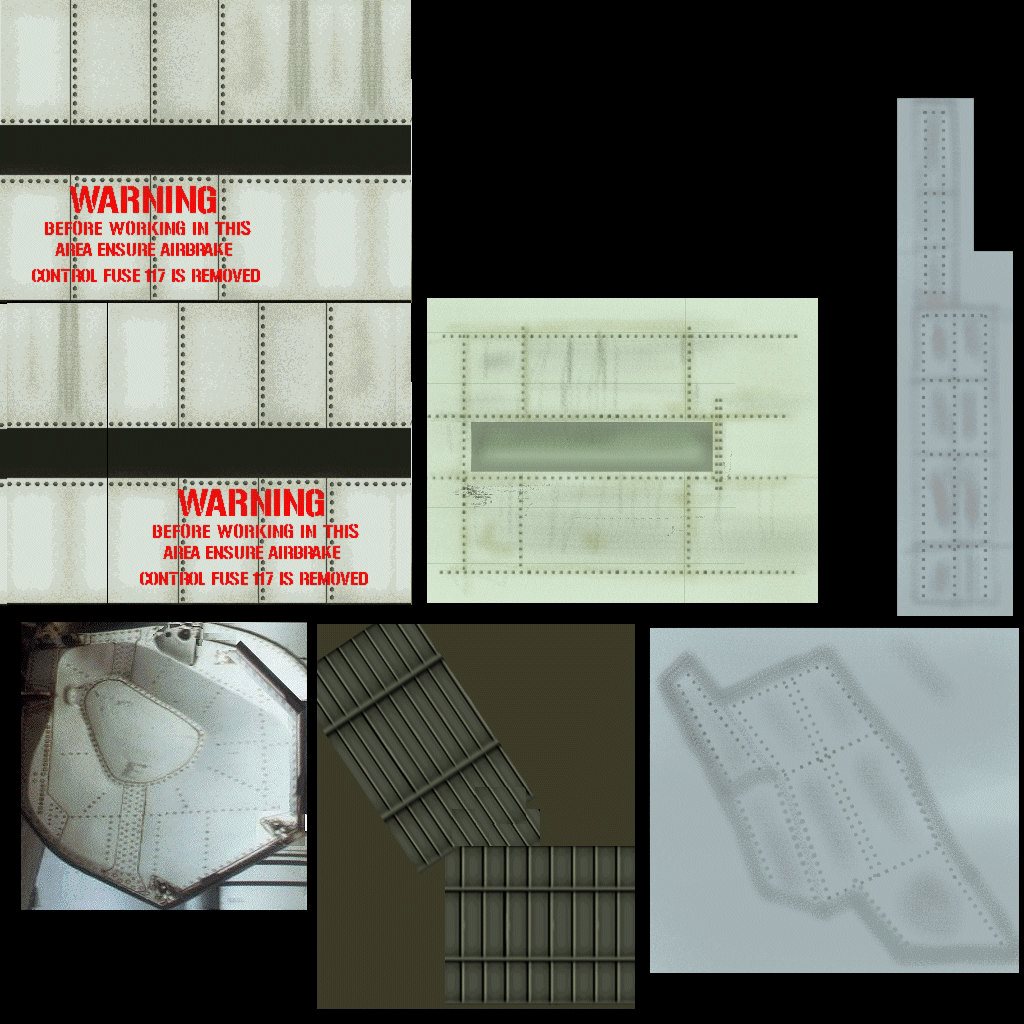 WARNING
BEFORE WORKING IN THIS
AREA ENSURE AIRBRAKE
CONTROL FUSE 117 IS REMOVED
WARNING
BEFORE WORKING IN THIS
AREA ENSURE AIRBRAKE
CONTROL FUSE 117 IS REMOVED